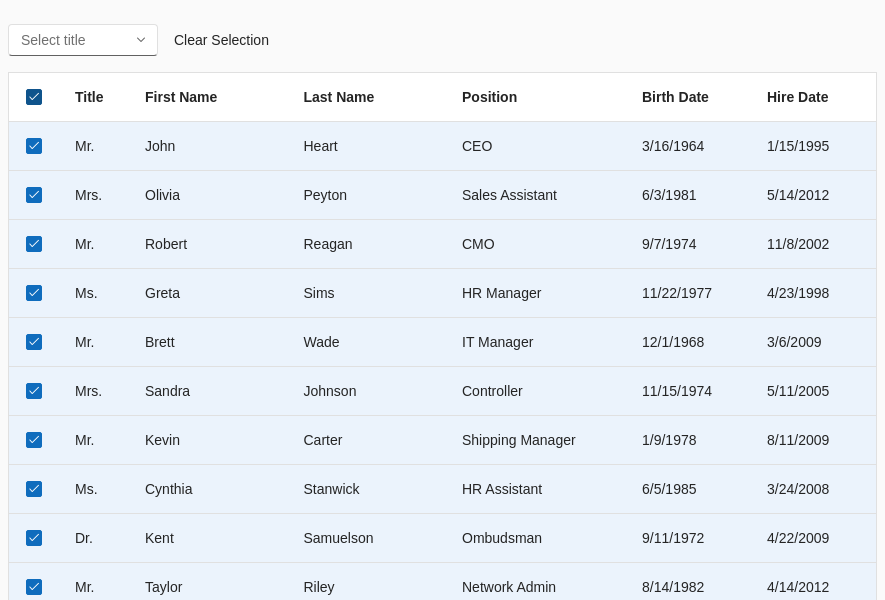 Select title Clear Selection
Title First Name Last Name Position Birth Date Hire Date
Mr. John Heart CEO 3/16/1964 1/15/1995
Mrs. Olivia Peyton Sales Assistant 6/3/1981 5/14/2012
Mr. Robert Reagan CMO 9/7/1974 11/8/2002
Ms. Greta Sims HR Manager 11/22/1977 4/23/1998
Mr. Brett Wade IT Manager 12/1/1968 3/6/2009
Mrs. Sandra Johnson Controller 11/15/1974 5/11/2005
Mr. Kevin Carter Shipping Manager 1/9/1978 8/11/2009
Ms. Cynthia Stanwick HR Assistant 6/5/1985 3/24/2008
Dr. Kent Samuelson Ombudsman 9/11/1972 4/22/2009
Mr. Taylor Riley Network Admin 8/14/1982 4/14/2012